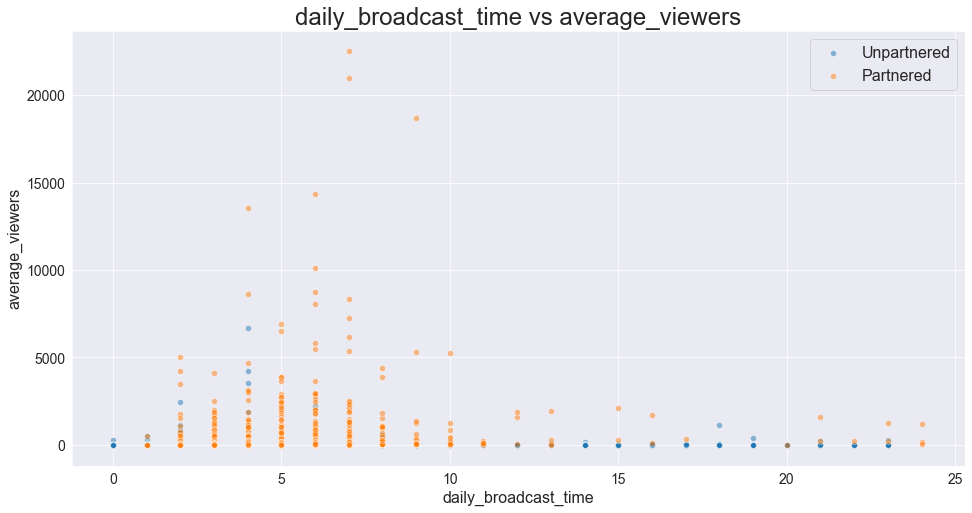 daily_broadcast_time vs average_viewers
Unpartnered
Partnered
20000
15000
10000
5000
0
average_viewers
0 5 10 15 20 25
daily_broadcast_time